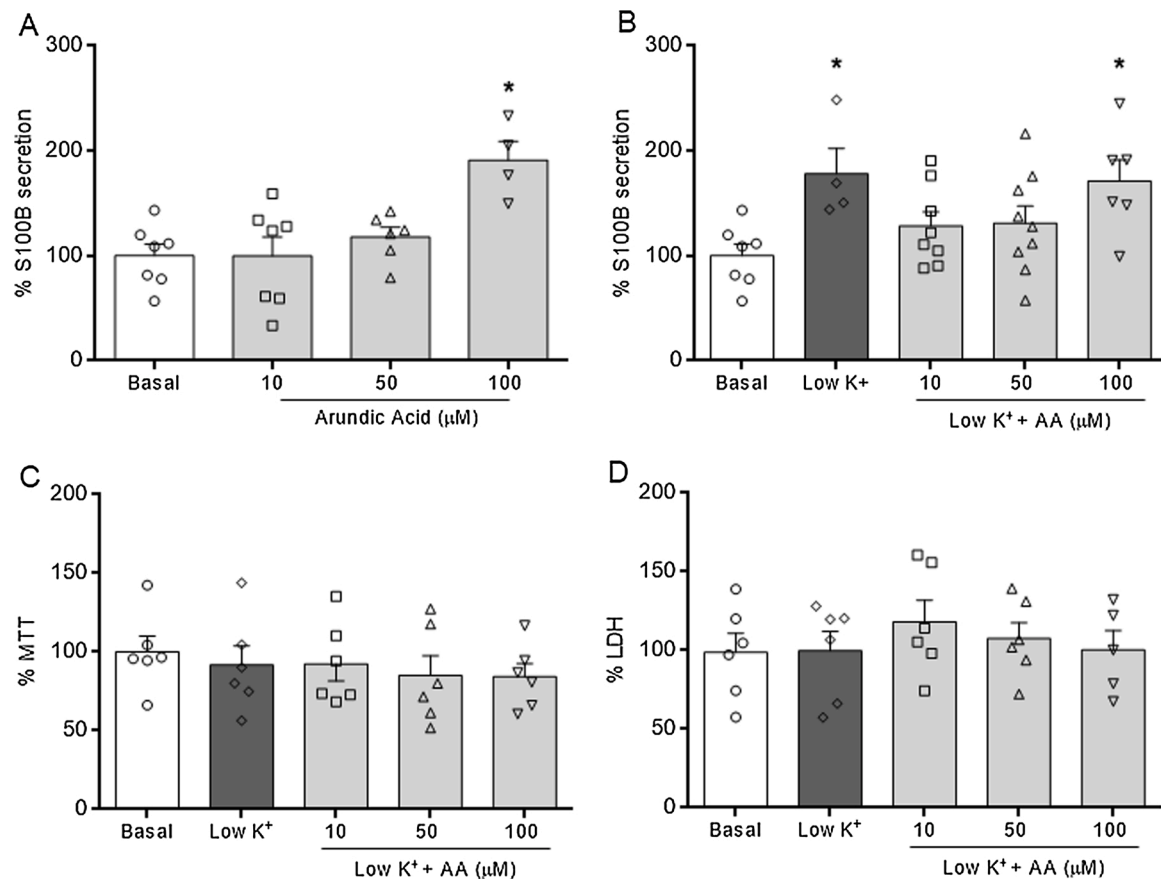 A
300
200
100
0
% S100B secretion
*
Basal
10
50
100
Arundic Acid (μM)
B
300
200
100
0
% S100B secretion
*
*
Basal
Low K+
10
50
100
Low K⁺ + AA (μM)
C
200
150
100
50
0
% MTT
Basal
Low K⁺
10
50
100
Low K⁺ + AA (μM)
D
200
150
100
50
0
% LDH
Basal
Low K⁺
10
50
100
Low K⁺ + AA (μM)